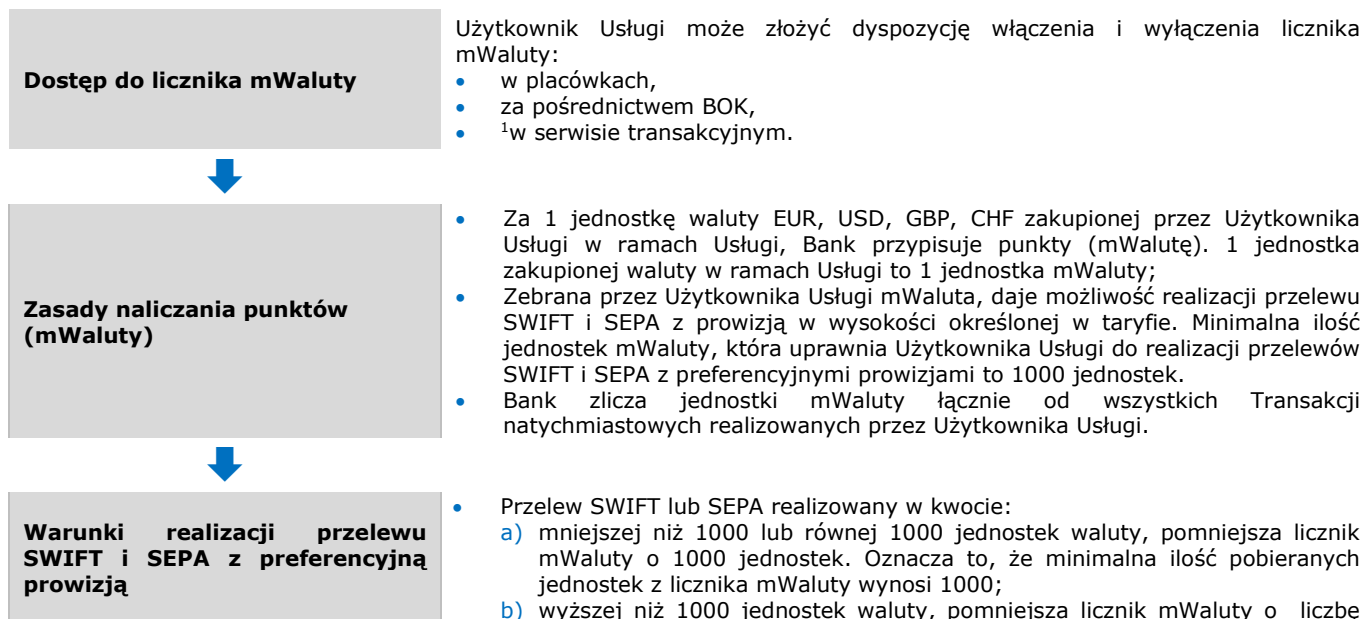 Dostęp do licznika mWaluty
Użytkownik Usługi może złożyć dyspozycję włączenia i wyłączenia licznika
mWaluty:
• w placówkach,
• za pośrednictwem BOK,
• ¹w serwisie transakcyjnym.
Zasady naliczania punktów
(mWaluty)
• Za 1 jednostkę waluty EUR, USD, GBP, CHF zakupionej przez Użytkownika
Usługi w ramach Usługi, Bank przypisuje punkty (mWalutę). 1 jednostka
zakupionej waluty w ramach Usługi to 1 jednostka mWaluty;
• Zebrana przez Użytkownika Usługi mWaluta, daje możliwość realizacji przelewu
SWIFT i SEPA z prowizją w wysokości określonej w taryfie. Minimalna ilość
jednostek mWaluty, która uprawnia Użytkownika Usługi do realizacji przelewów
SWIFT i SEPA z preferencyjnymi prowizjami to 1000 jednostek.
• Bank zlicza jednostki mWaluty łącznie od wszystkich Transakcji
natychmiastowych realizowanych przez Użytkownika Usługi.
Warunki realizacji przelewu
SWIFT i SEPA z preferencyjną
prowizją
• Przelew SWIFT lub SEPA realizowany w kwocie:
a) mniejszej niż 1000 lub równej 1000 jednostek waluty, pomniejsza licznik
mWaluty o 1000 jednostek. Oznacza to, że minimalna ilość pobieranych
jednostek z licznika mWaluty wynosi 1000;
b) wyższej niż 1000 jednostek waluty, pomniejsza licznik mWaluty o liczbę